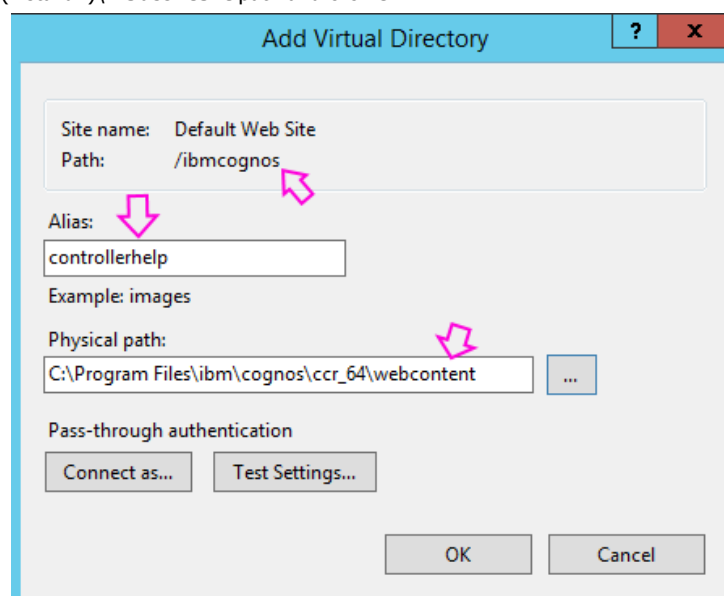 Add Virtual Directory
? x
Site name: Default Web Site
Path: /ibmcognos
Alias:
controllerhelp
Example: images
Physical path:
C:\Program Files\ibm\cognos\ccr_64\webcontent ...
Pass-through authentication
Connect as... Test Settings...
OK Cancel